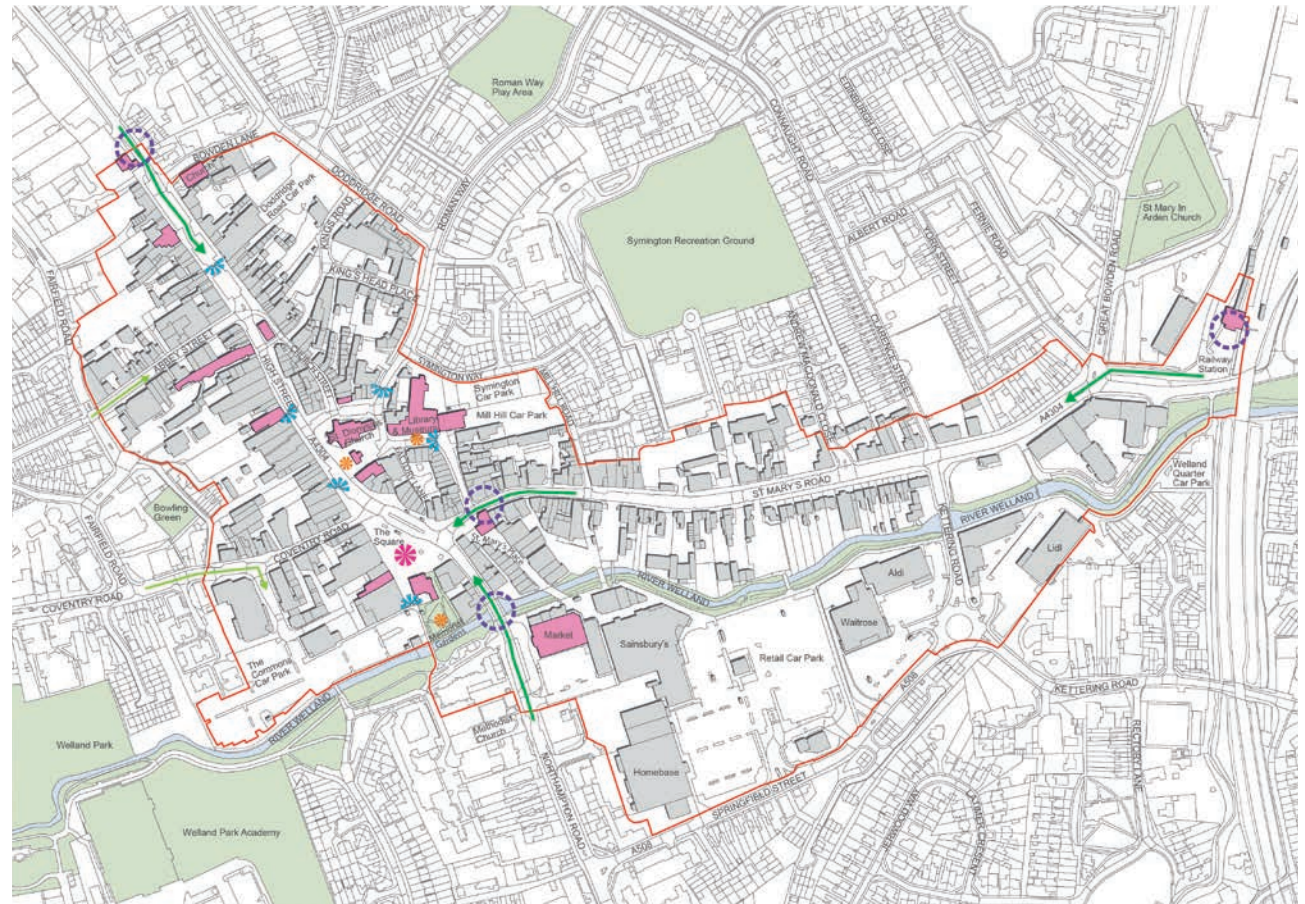 Roman Way
Play Area
CONNAUGHT ROAD
EDINBURGH CLOSE
BOWDEN LANE
Church
Doddridge
Road Car Park
DODDRIDGE ROAD
ROMAN WAY
KINGS ROAD
KING'S HEAD PLACE
FAIRFIELD ROAD
Symington Recreation Ground
ALBERT ROAD
YORK STREET
FERNIE ROAD
GREAT BOWDEN ROAD
St Mary In
Arden Church
Railway
Station
ABBEY STREET
HIGH STREET
SYMINGTON WAY
Symington
Car Park
Mill Hill Car Park
Library
& Museum
Church
A4304
ANDREW MACDONALD CLOSE
CLARENCE STREET
A4304
ST MARY'S ROAD
Welland
Quarter
Car Park
Bowling
Green
FAIRFIELD ROAD
COVENTRY ROAD
COVENTRY ROAD
The
Square
KETTERING ROAD
RIVER WELLAND
RIVER WELLAND
Lidl
Aldi
Waitrose
Memorial
Gardens
Market
Sainsbury's
Retail Car Park
The
Commons
Car Park
RIVER WELLAND
Methodist
Church
NORTHAMPTON ROAD
Homebase
A508
KETTERING ROAD
RECTORY LANE
SPRINGFIELD STREET
A508
Welland Park
Welland Park Academy